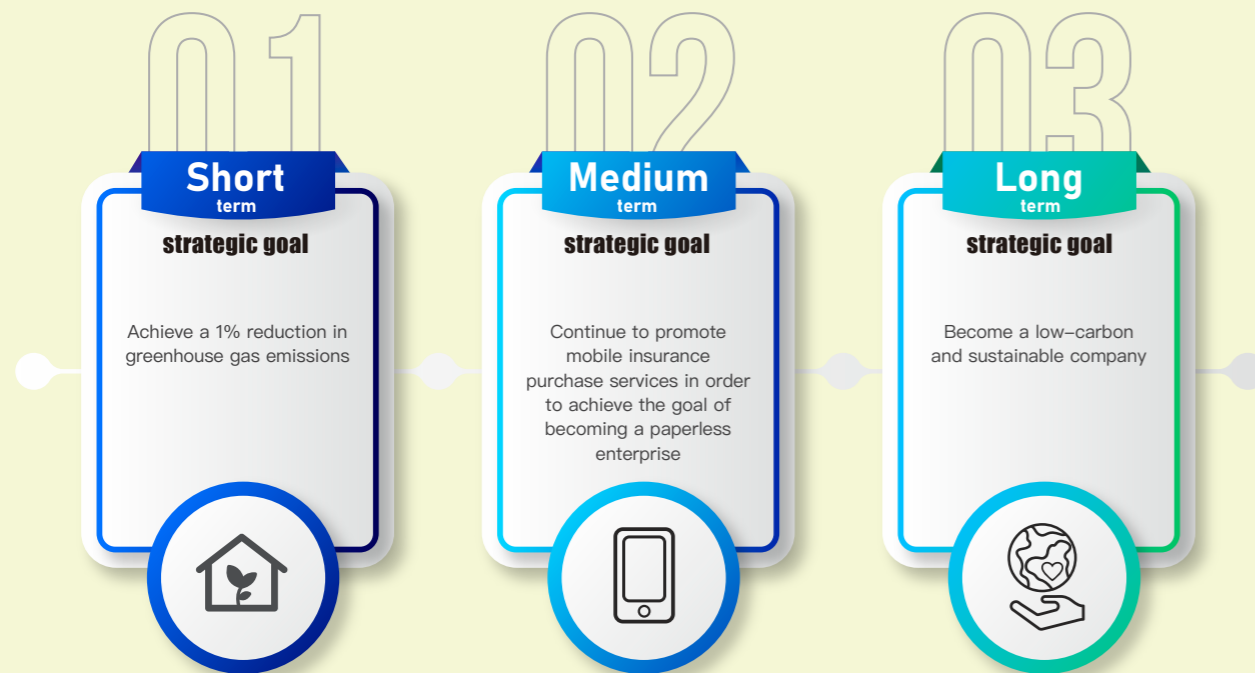 01
Short
term
strategic goal
Achieve a 1% reduction in
greenhouse gas emissions
02
Medium
term
strategic goal
Continue to promote
mobile insurance
purchase services in order
to achieve the goal of
becoming a paperless
enterprise
03
Long
term
strategic goal
Become a low–carbon
and sustainable company